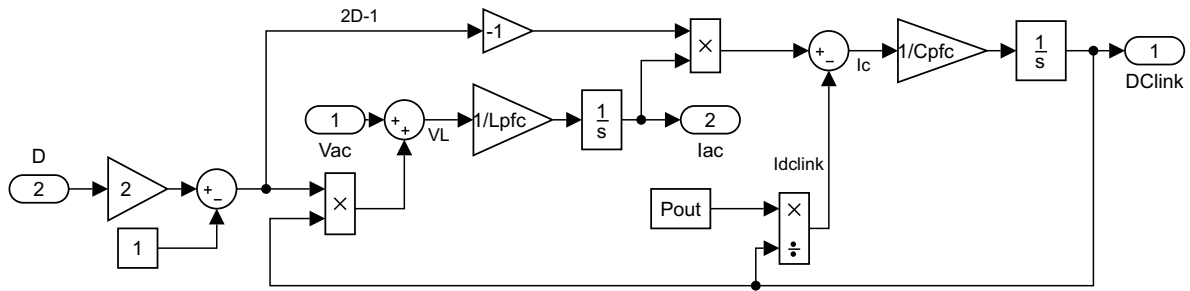 2D-1
-1
×
+
−
Ic
1/Cpfc
1
s
1
DClink
1
Vac
+
+
VL
1/Lpfc
1
s
2
Iac
D
2
2
+
−
1
×
Idclink
Pout
×
÷